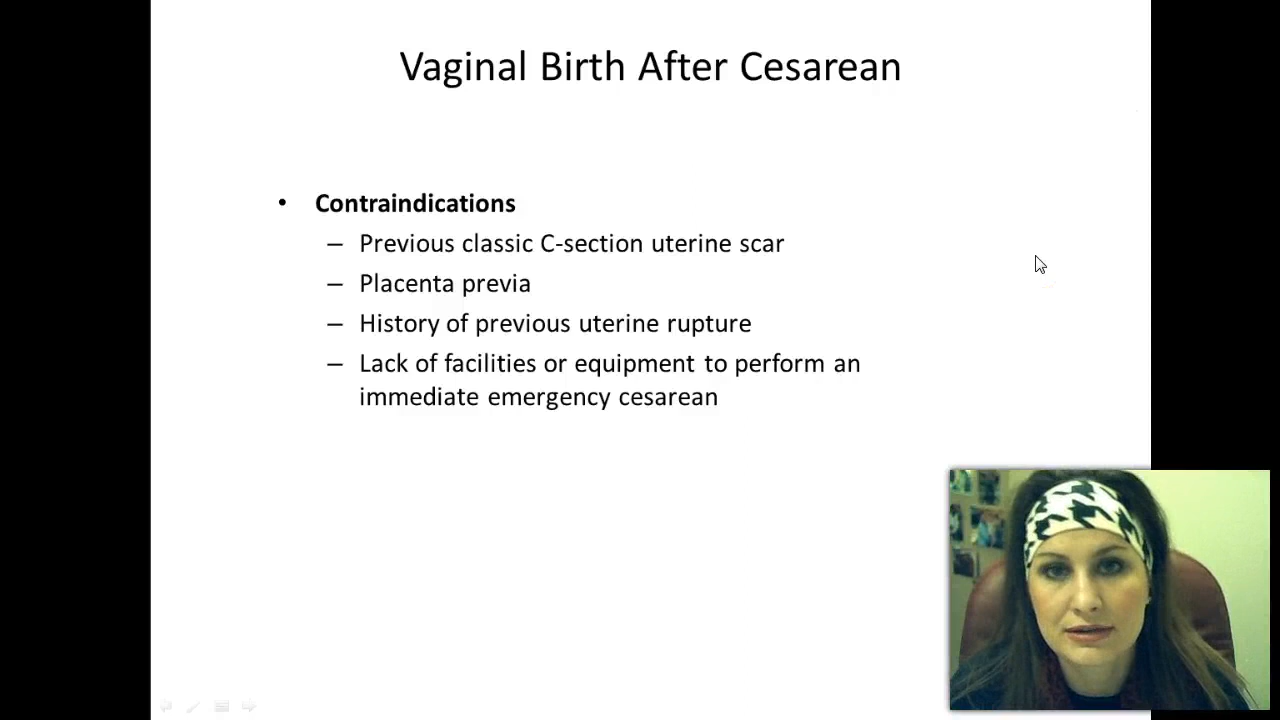 Vaginal Birth After Cesarean
• Contraindications
– Previous classic C-section uterine scar
– Placenta previa
– History of previous uterine rupture
– Lack of facilities or equipment to perform an
immediate emergency cesarean